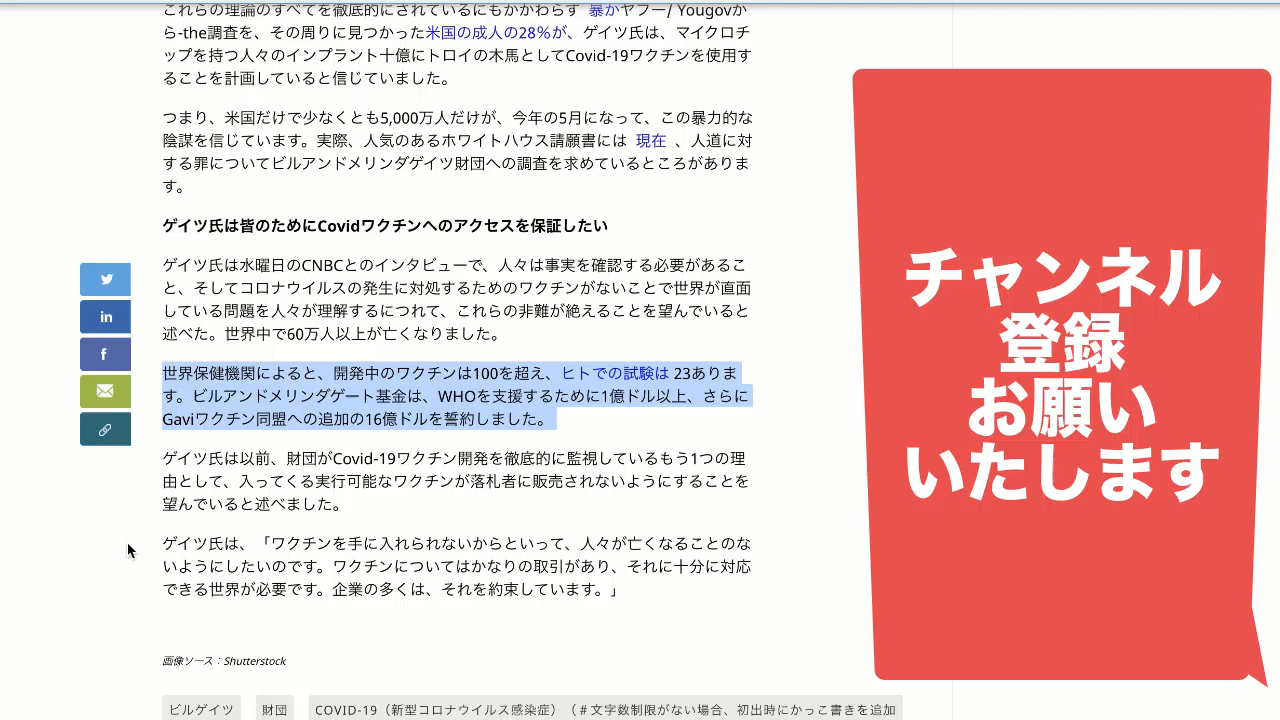 これらの理論のすべてを徹底的にされているにもかかわらず 暴かヤフー/ Yougovか
ら-the調査を、その周りに見つかった米国の成人の28％が、ゲイツ氏は、マイクロチ
ップを持つ人々のインプラント十億にトロイの木馬としてCovid-19ワクチンを使用す
ることを計画していると信じていました。
つまり、米国だけで少なくとも5,000万人だけが、今年の5月になって、この暴力的な
陰謀を信じています。実際、人気のあるホワイトハウス請願書には 現在 、人道に対
する罪についてビルアンドメリンダゲイツ財団への調査を求めているところがありま
す。
ゲイツ氏は皆のためにCovidワクチンへのアクセスを保証したい
ゲイツ氏は水曜日のCNBCとのインタビューで、人々は事実を確認する必要があるこ
と、そしてコロナウイルスの発生に対処するためのワクチンがないことで世界が直面
している問題を人々が理解するにつれて、これらの非難が絶えることを望んでいると
述べた。世界中で60万人以上が亡くなりました。
世界保健機関によると、開発中のワクチンは100を超え、ヒトでの試験は 23ありま
す。ビルアンドメリンダゲート基金は、WHOを支援するために1億ドル以上、さらに
Gaviワクチン同盟への追加の16億ドルを誓約しました。
ゲイツ氏は以前、財団がCovid-19ワクチン開発を徹底的に監視しているもう1つの理
由として、入ってくる実行可能なワクチンが落札者に販売されないようにすることを
望んでいると述べました。
ゲイツ氏は、「ワクチンを手に入れられないからといって、人々が亡くなることのな
いようにしたいのです。ワクチンについてはかなりの取引があり、それに十分に対応
できる世界が必要です。企業の多くは、それを約束しています。」
画像ソース：Shutterstock
ビルゲイツ 財団 COVID-19（新型コロナウイルス感染症）（＃文字数制限がない場合、初出時にかっこ書きを追加
チャンネル
登録
お願い
いたします